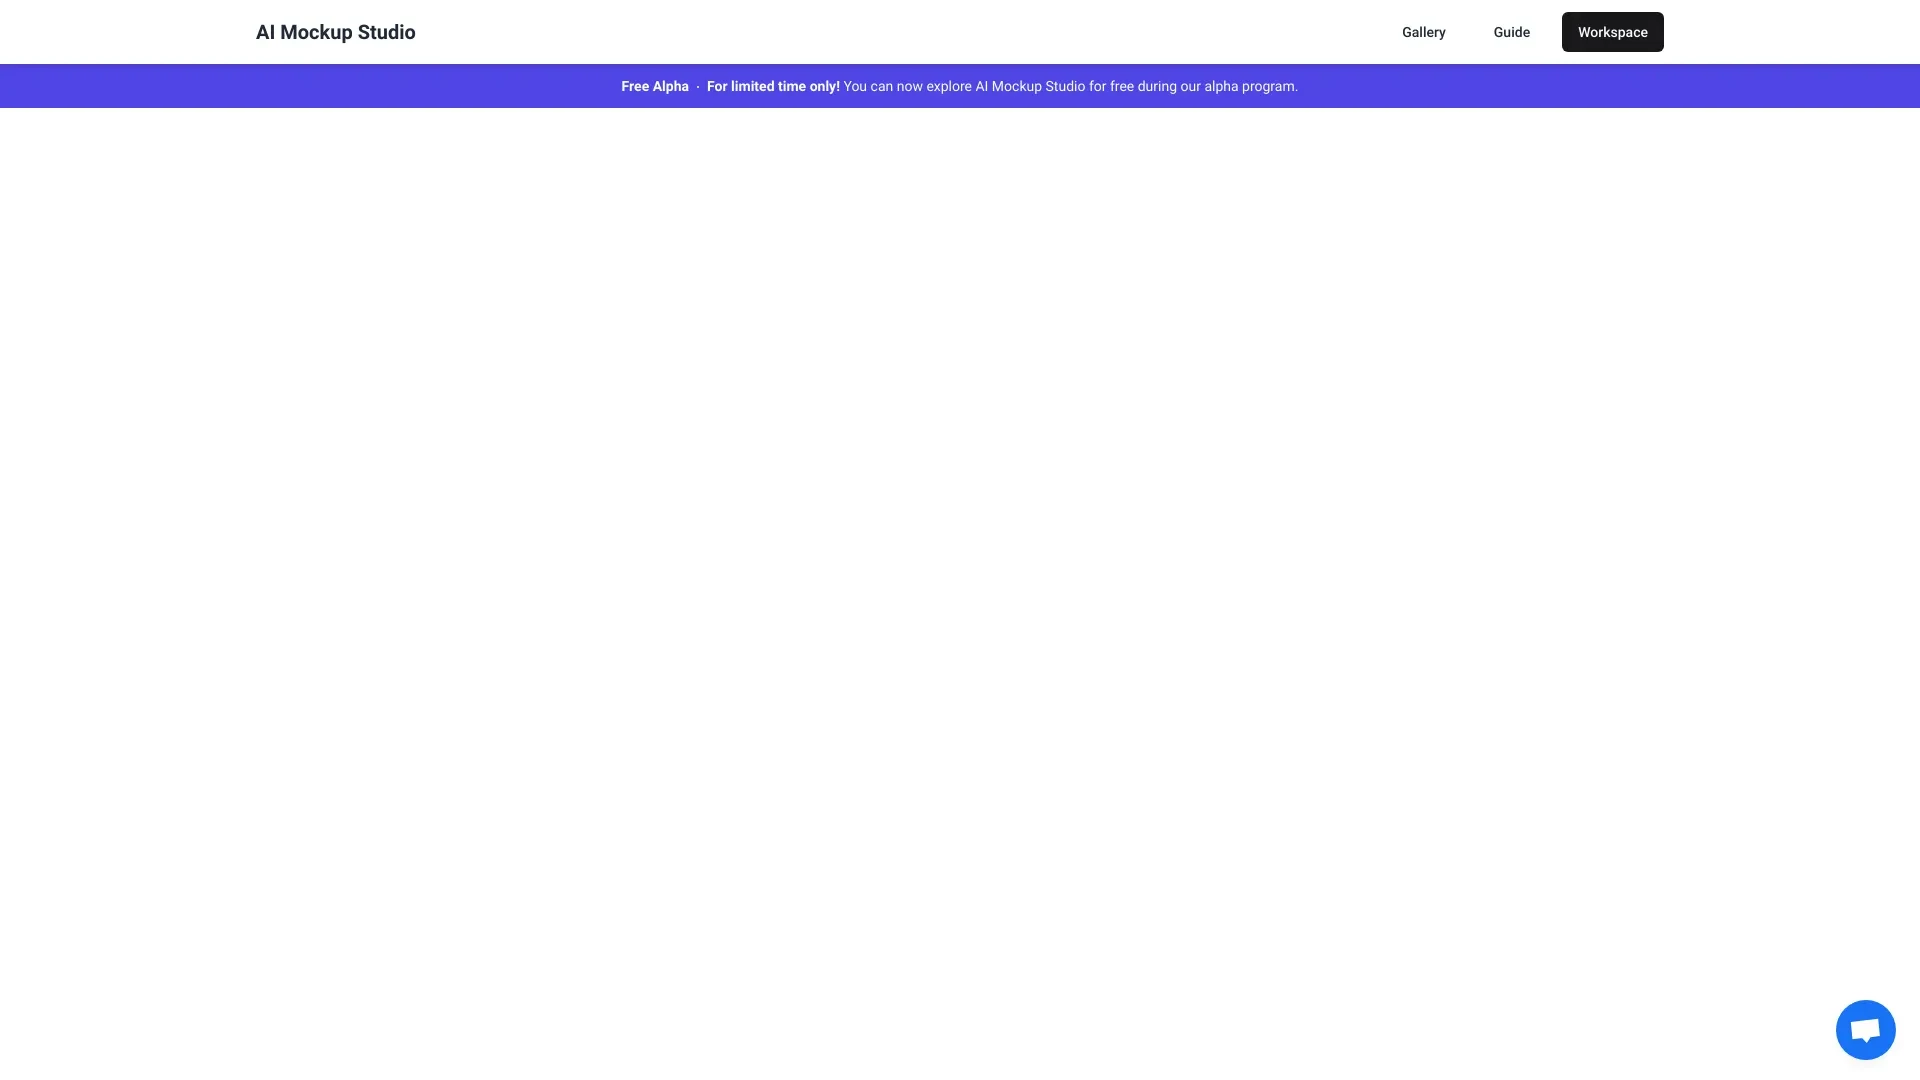 AI Mockup Studio
Gallery
Guide
Workspace
Free Alpha · For limited time only! You can now explore AI Mockup Studio for free during our alpha program.